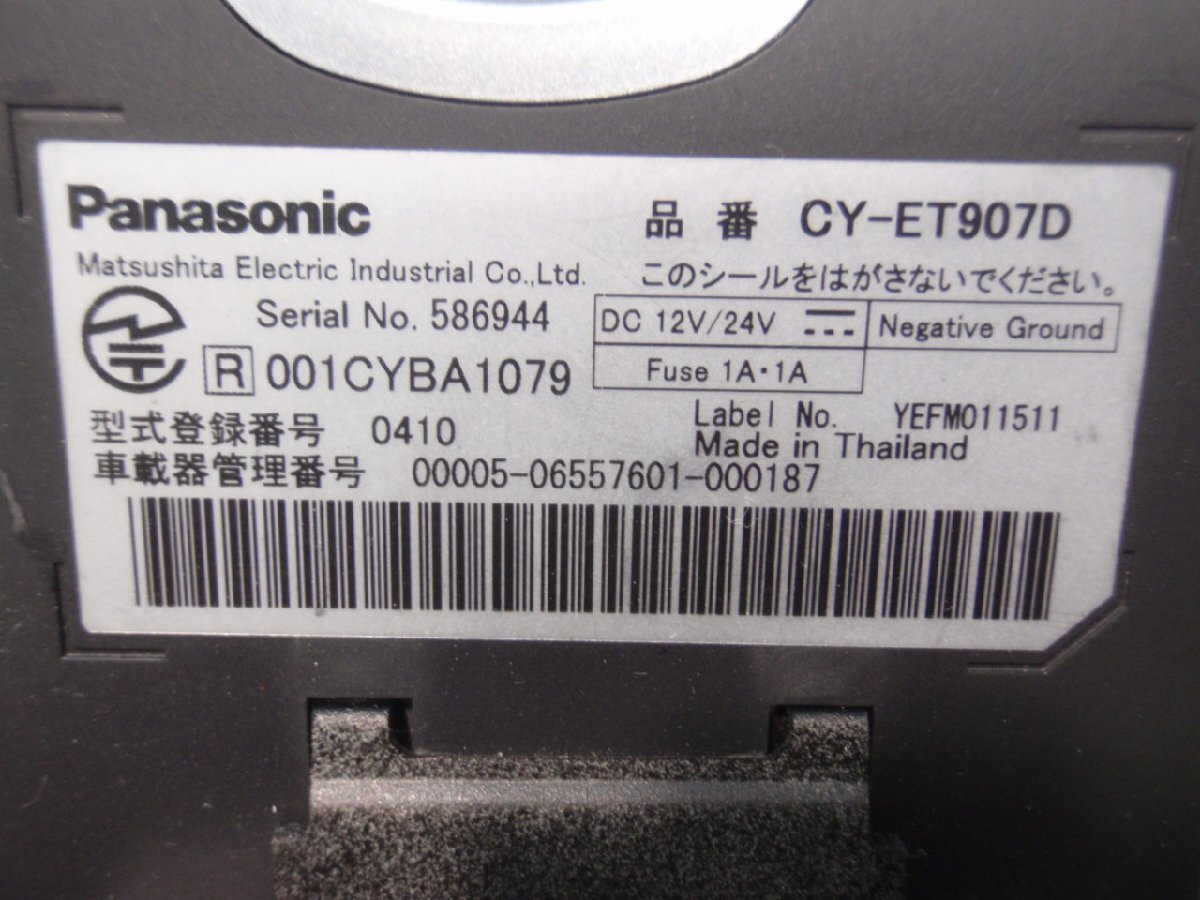 Panasonic
品 番 CY-ET907D
Matsushita Electric Industrial Co.,Ltd.
このシールをはがさないでください。
Serial No. 586944
DC 12V/24V
Negative Ground
R 001CYBA1079
Fuse 1A・1A
Label No. YEFM011511
型式登録番号 0410
Made in Thailand
車載器管理番号 00005-06557601-000187